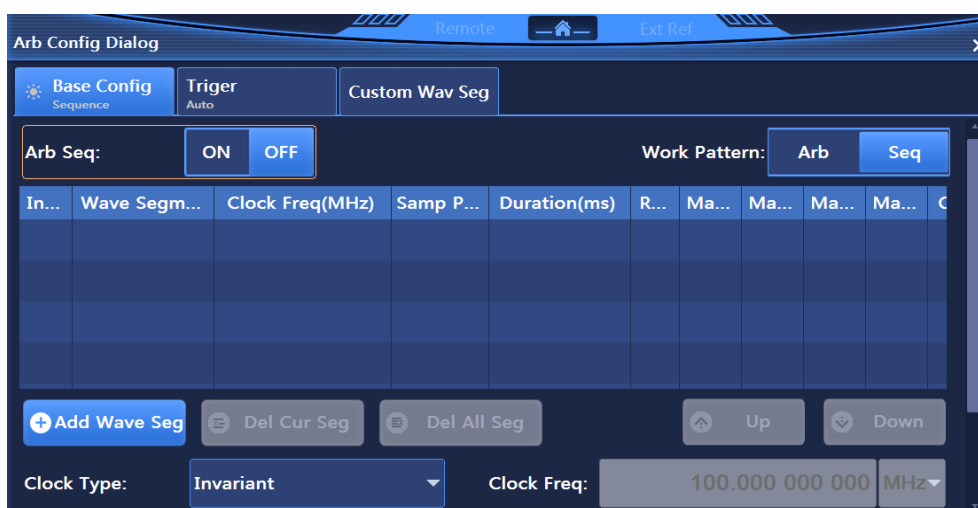 Remote Ext Ref
Arb Config Dialog
Base Config Triger Custom Wav Seg
Sequence Auto
Arb Seq: ON OFF Work Pattern: Arb Seq
In... Wave Segm... Clock Freq(MHz) Samp P... Duration(ms) R... Ma... Ma... Ma... Ma...
Add Wave Seg Del Cur Seg Del All Seg Up Down
Clock Type: Invariant Clock Freq: 100.000 000 000 MHz